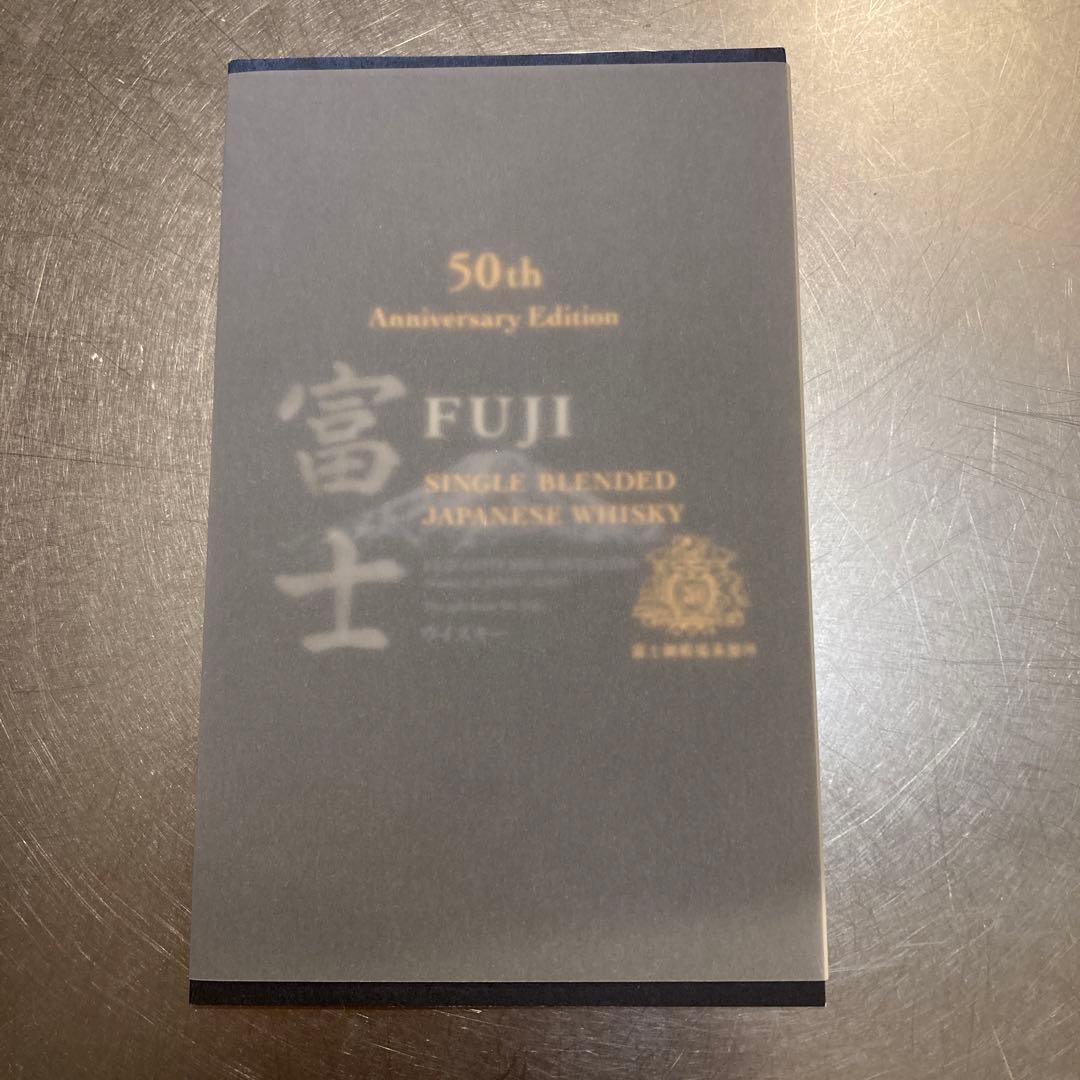 50th
Anniversary Edition
富士
FUJI
SINGLE BLENDED
JAPANESE WHISKY
ウイスキー